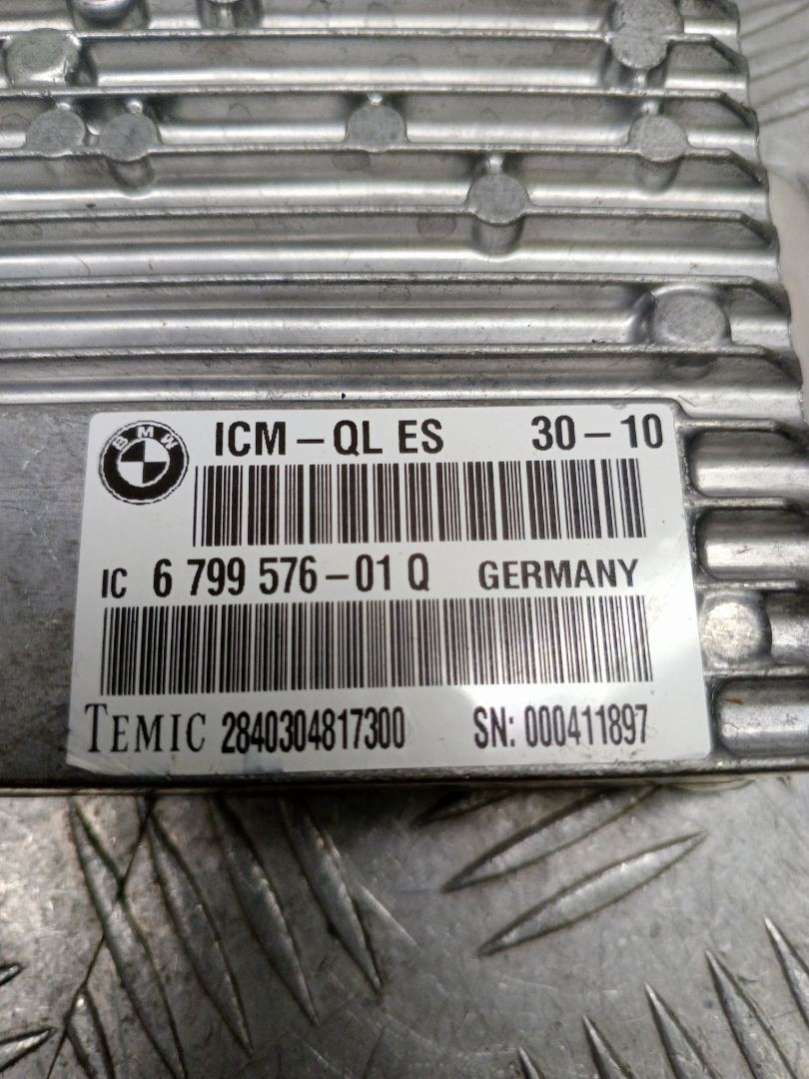 BMW
ICM-QL ES 30-10
IC 6 799 576-01 Q GERMANY
TEMIC 2840304817300 SN: 000411897